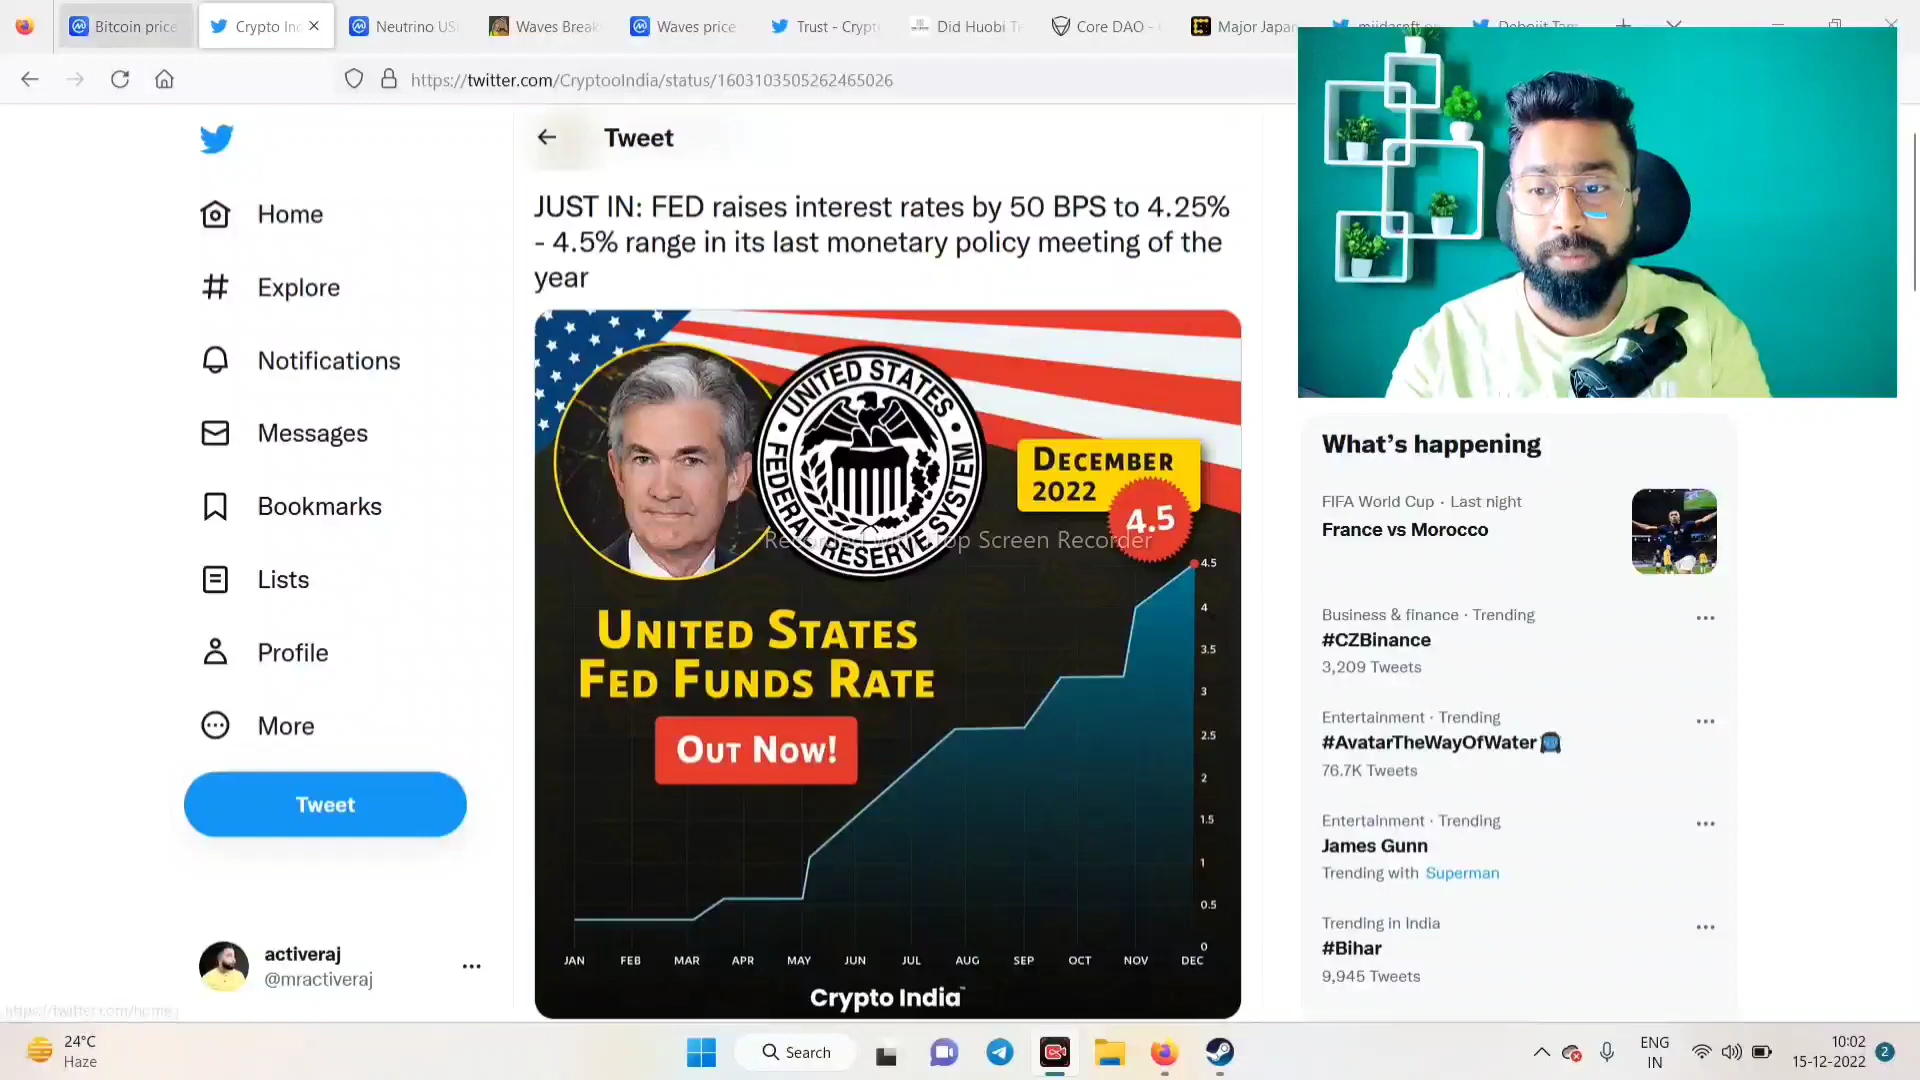 Bitcoin price
Crypto Ind
Neutrino US
Waves Break
Waves price
Trust - Crypt
Did Huobi T
Core DAO -
Major Japan
https://twitter.com/CryptooIndia/status/1603103505262465026
Tweet
Home
Explore
Notifications
Messages
Bookmarks
Lists
Profile
More
Tweet
activeraj
@mractiveraj
https://twitter.com/home
JUST IN: FED raises interest rates by 50 BPS to 4.25%
- 4.5% range in its last monetary policy meeting of the
year
UNITED STATES
FEDERAL RESERVE SYSTEM
DECEMBER
2022
4.5
UNITED STATES
FED FUNDS RATE
OUT NOW!
4.5
4
3.5
3
2.5
2
1.5
1
0.5
0
JAN FEB MAR APR MAY JUN JUL AUG SEP OCT NOV DEC
Crypto India
What's happening
FIFA World Cup · Last night
France vs Morocco
Business & finance · Trending
#CZBinance
3,209 Tweets
Entertainment · Trending
#AvatarTheWayOfWater
76.7K Tweets
Entertainment · Trending
James Gunn
Trending with Superman
Trending in India
#Bihar
9,945 Tweets
24°C
Haze
Search
ENG
IN
10:02
15-12-2022
2